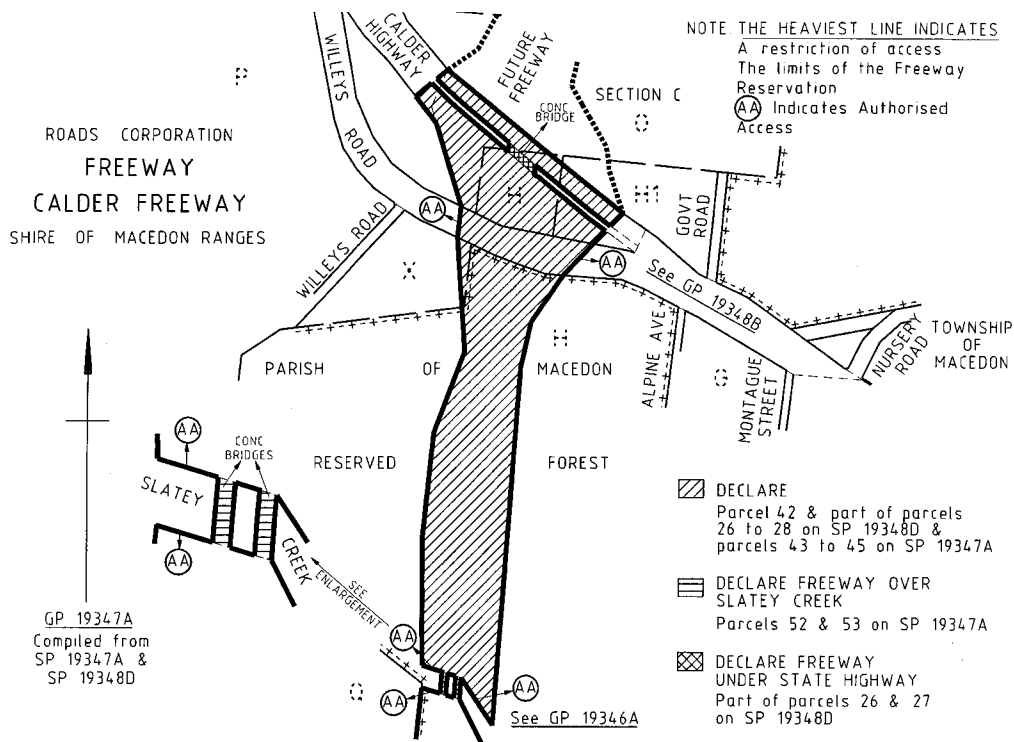 NOTE. THE HEAVIEST LINE INDICATES
A restriction of access
The limits of the Freeway
Reservation
AA Indicates Authorised
Access
ROADS CORPORATION
FREEWAY
CALDER FREEWAY
SHIRE OF MACEDON RANGES
P
WILLEYS
ROAD
CALDER
HIGHWAY
FUTURE
FREEWAY
CONC
BRIDGE
SECTION C
O
H
H1
GOVT
ROAD
AA
AA
WILLEYS ROAD
X
See GP 19348B
H
ALPINE AVE
G
MONTAGUE
STREET
NURSERY
ROAD
TOWNSHIP
OF
MACEDON
PARISH OF MACEDON
RESERVED FOREST
AA
CONC
BRIDGES
SLATEY
CREEK
AA
SEE
ENLARGEMENT
AA
AA
AA
Q
See GP 19346A
GP 19347A
Compiled from
SP 19347A &
SP 19348D
DECLARE
Parcel 42 & part of parcels
26 to 28 on SP 19348D &
parcels 43 to 45 on SP 19347A
DECLARE FREEWAY OVER
SLATEY CREEK
Parcels 52 & 53 on SP 19347A
DECLARE FREEWAY
UNDER STATE HIGHWAY
Part of parcels 26 & 27
on SP 19348D